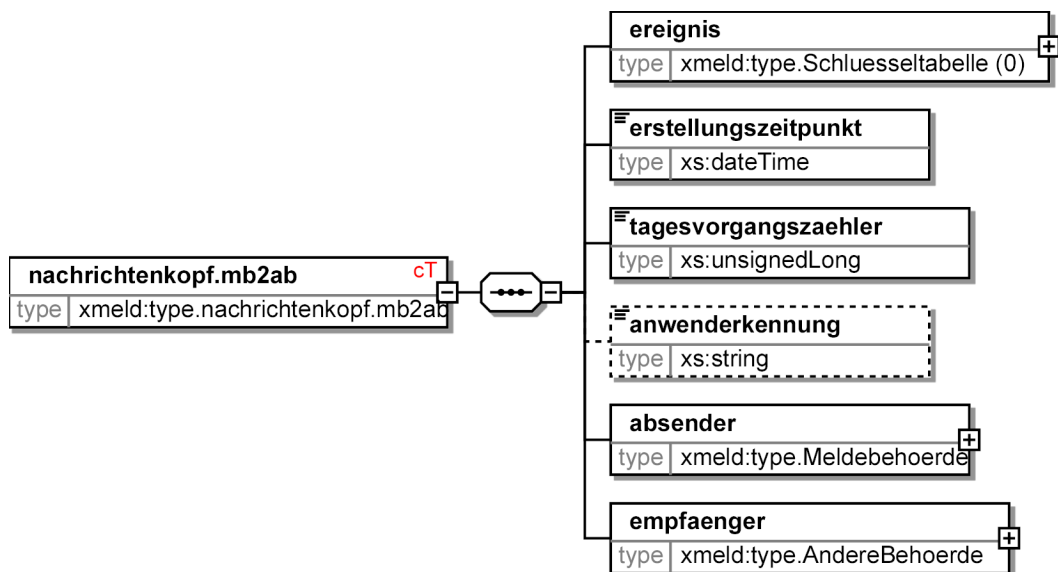 ereignis
type xmeld:type.Schluesseltabelle (0)
erstellungszeitpunkt
type xs:dateTime
tagesvorgangszaehler
type xs:unsignedLong
nachrichtenkopf.mb2ab cT
type xmeld:type.nachrichtenkopf.mb2ab
anwenderkennung
type xs:string
absender
type xmeld:type.Meldebehoerde
empfaenger
type xmeld:type.AndereBehoerde